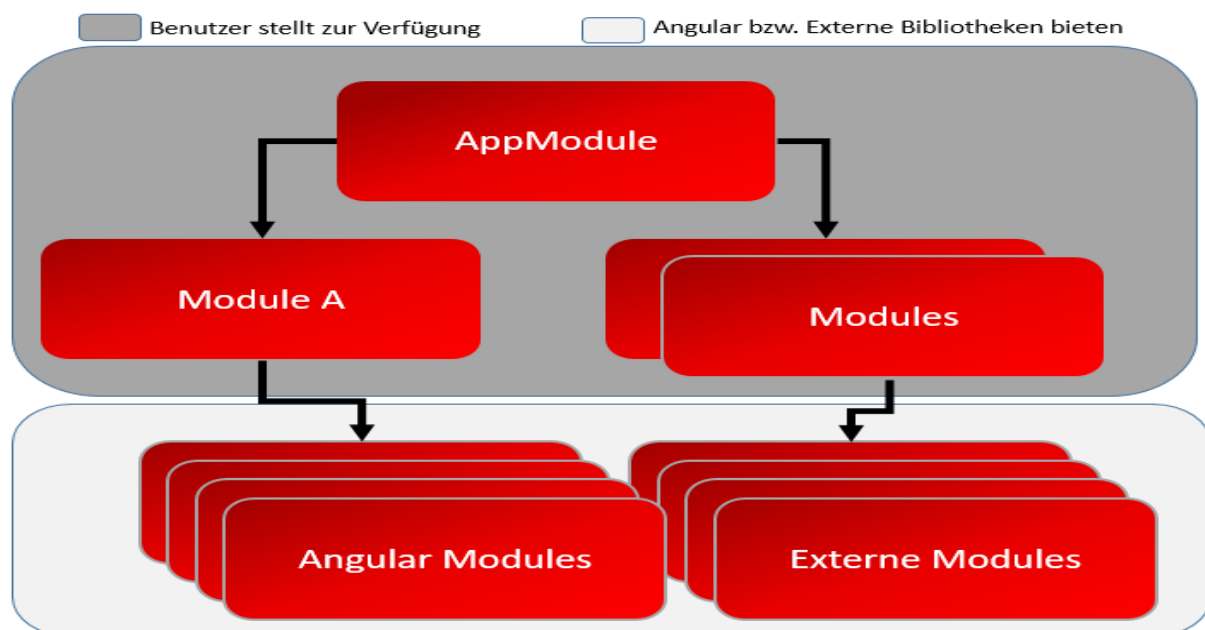 Benutzer stellt zur Verfügung
Angular bzw. Externe Bibliotheken bieten
AppModule
Module A
Modules
Angular Modules
Externe Modules